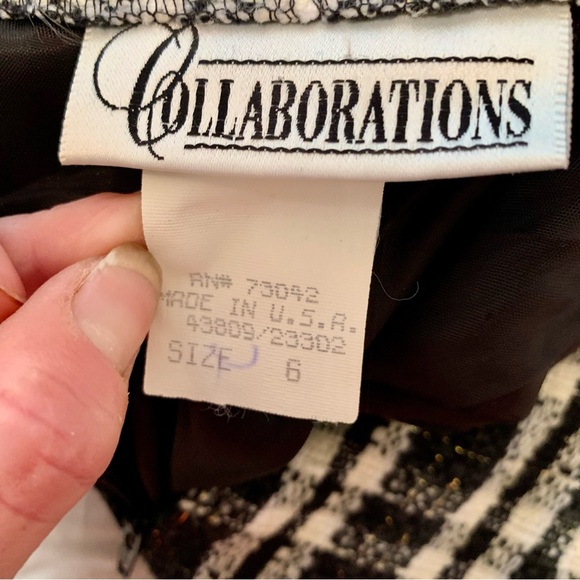 COLLABORATIONS
RN# 73042
MADE IN U.S.A.
43809/23302
SIZE 6